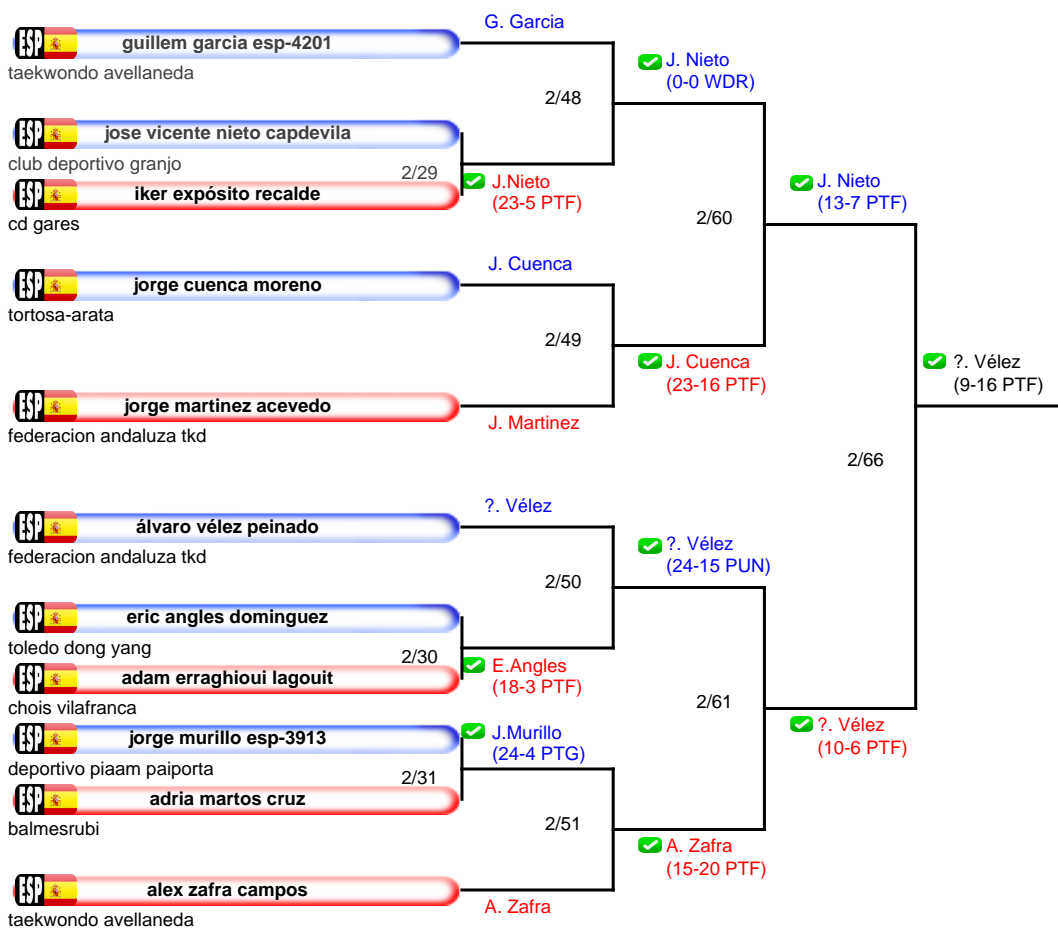 G. Garcia
ESP guillem garcia esp-4201
taekwondo avellaneda
J. Nieto
(0-0 WDR)
2/48
ESP jose vicente nieto capdevila
club deportivo granjo
2/29
ESP iker expósito recalde
cd gares
J.Nieto
(23-5 PTF)
J. Nieto
(13-7 PTF)
2/60
J. Cuenca
ESP jorge cuenca moreno
tortosa-arata
2/49
J. Cuenca
(23-16 PTF)
ESP jorge martinez acevedo
federacion andaluza tkd
J. Martinez
?. Vélez
(9-16 PTF)
2/66
?. Vélez
ESP álvaro vélez peinado
federacion andaluza tkd
?. Vélez
(24-15 PUN)
2/50
ESP eric angles dominguez
toledo dong yang
2/30
ESP adam erraghioui lagouit
chois vilafranca
E.Angles
(18-3 PTF)
2/61
?. Vélez
(10-6 PTF)
ESP jorge murillo esp-3913
deportivo piaam paiporta
J.Murillo
(24-4 PTG)
2/31
ESP adria martos cruz
balmesrubi
2/51
A. Zafra
(15-20 PTF)
ESP alex zafra campos
taekwondo avellaneda
A. Zafra